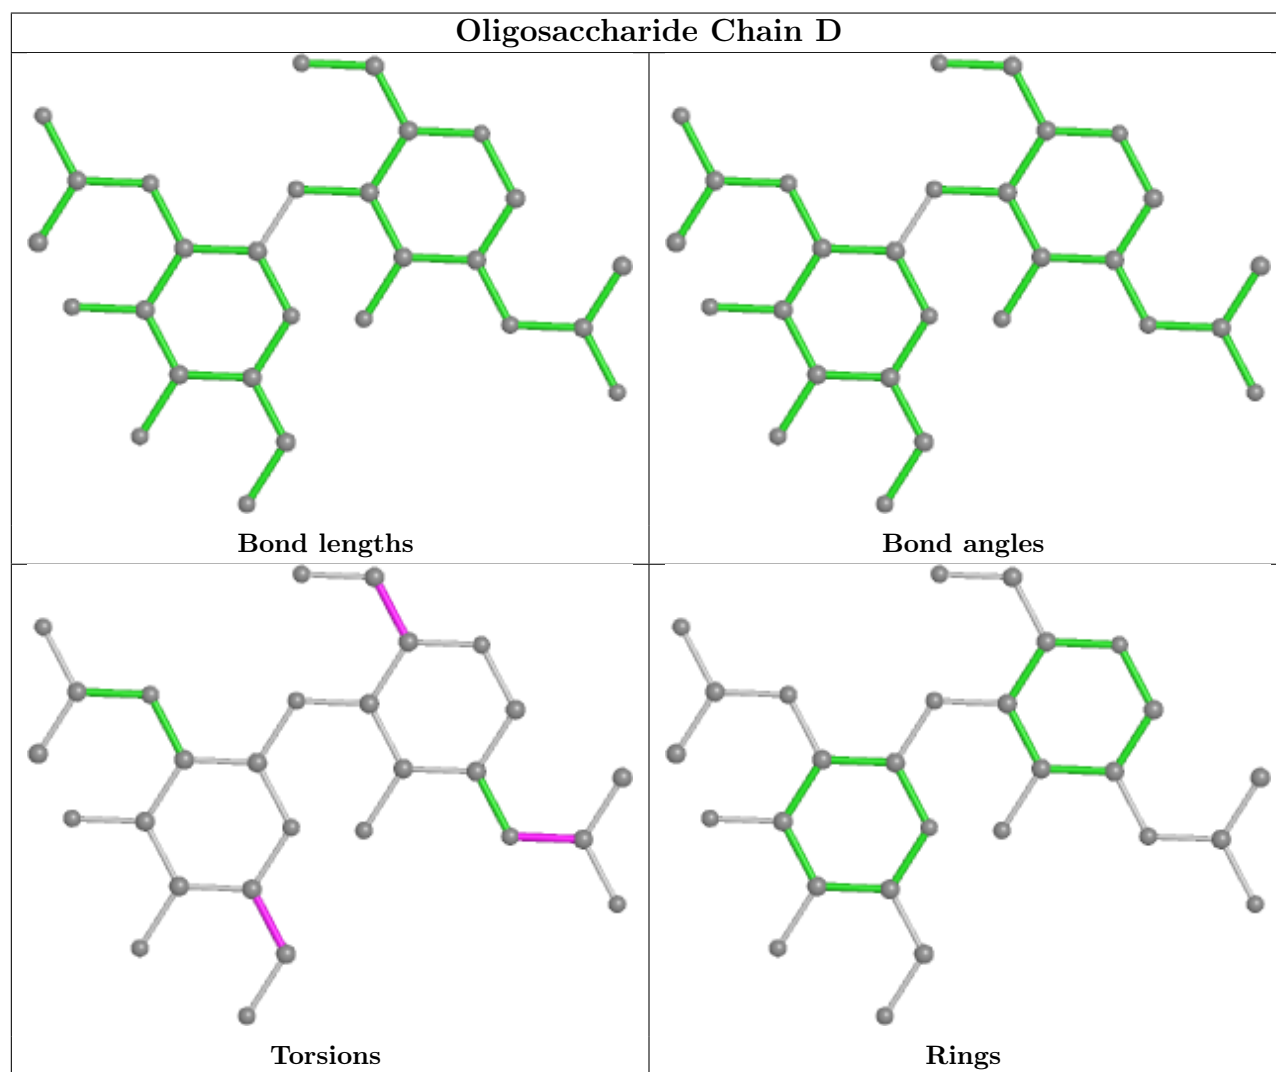 Oligosaccharide Chain D
Bond lengths
Bond angles
Torsions
Rings